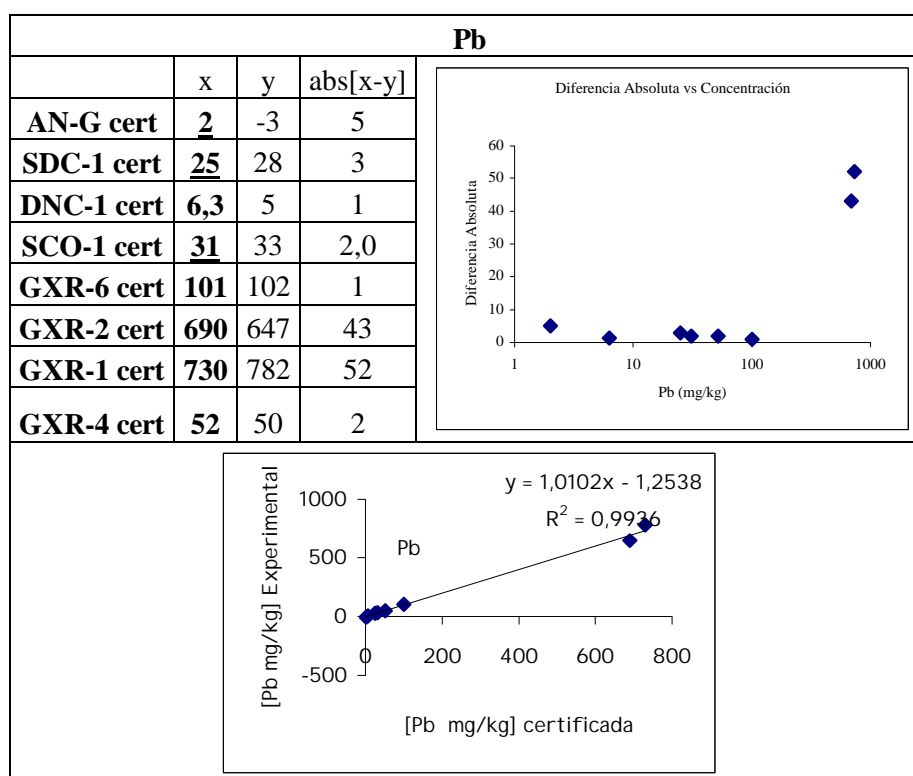 Pb
x y abs[x-y]
AN-G cert 2 -3 5
SDC-1 cert 25 28 3
DNC-1 cert 6,3 5 1
SCO-1 cert 31 33 2,0
GXR-6 cert 101 102 1
GXR-2 cert 690 647 43
GXR-1 cert 730 782 52
GXR-4 cert 52 50 2
Diferencia Absoluta vs Concentración
Diferencia Absoluta
60
50
40
30
20
10
0
1 10 100 1000
Pb (mg/kg)
y = 1,0102x - 1,2538
R² = 0,9936
Pb
[Pb mg/kg] Experimental
1000
500
0
-500
0 200 400 600 800
[Pb mg/kg] certificada